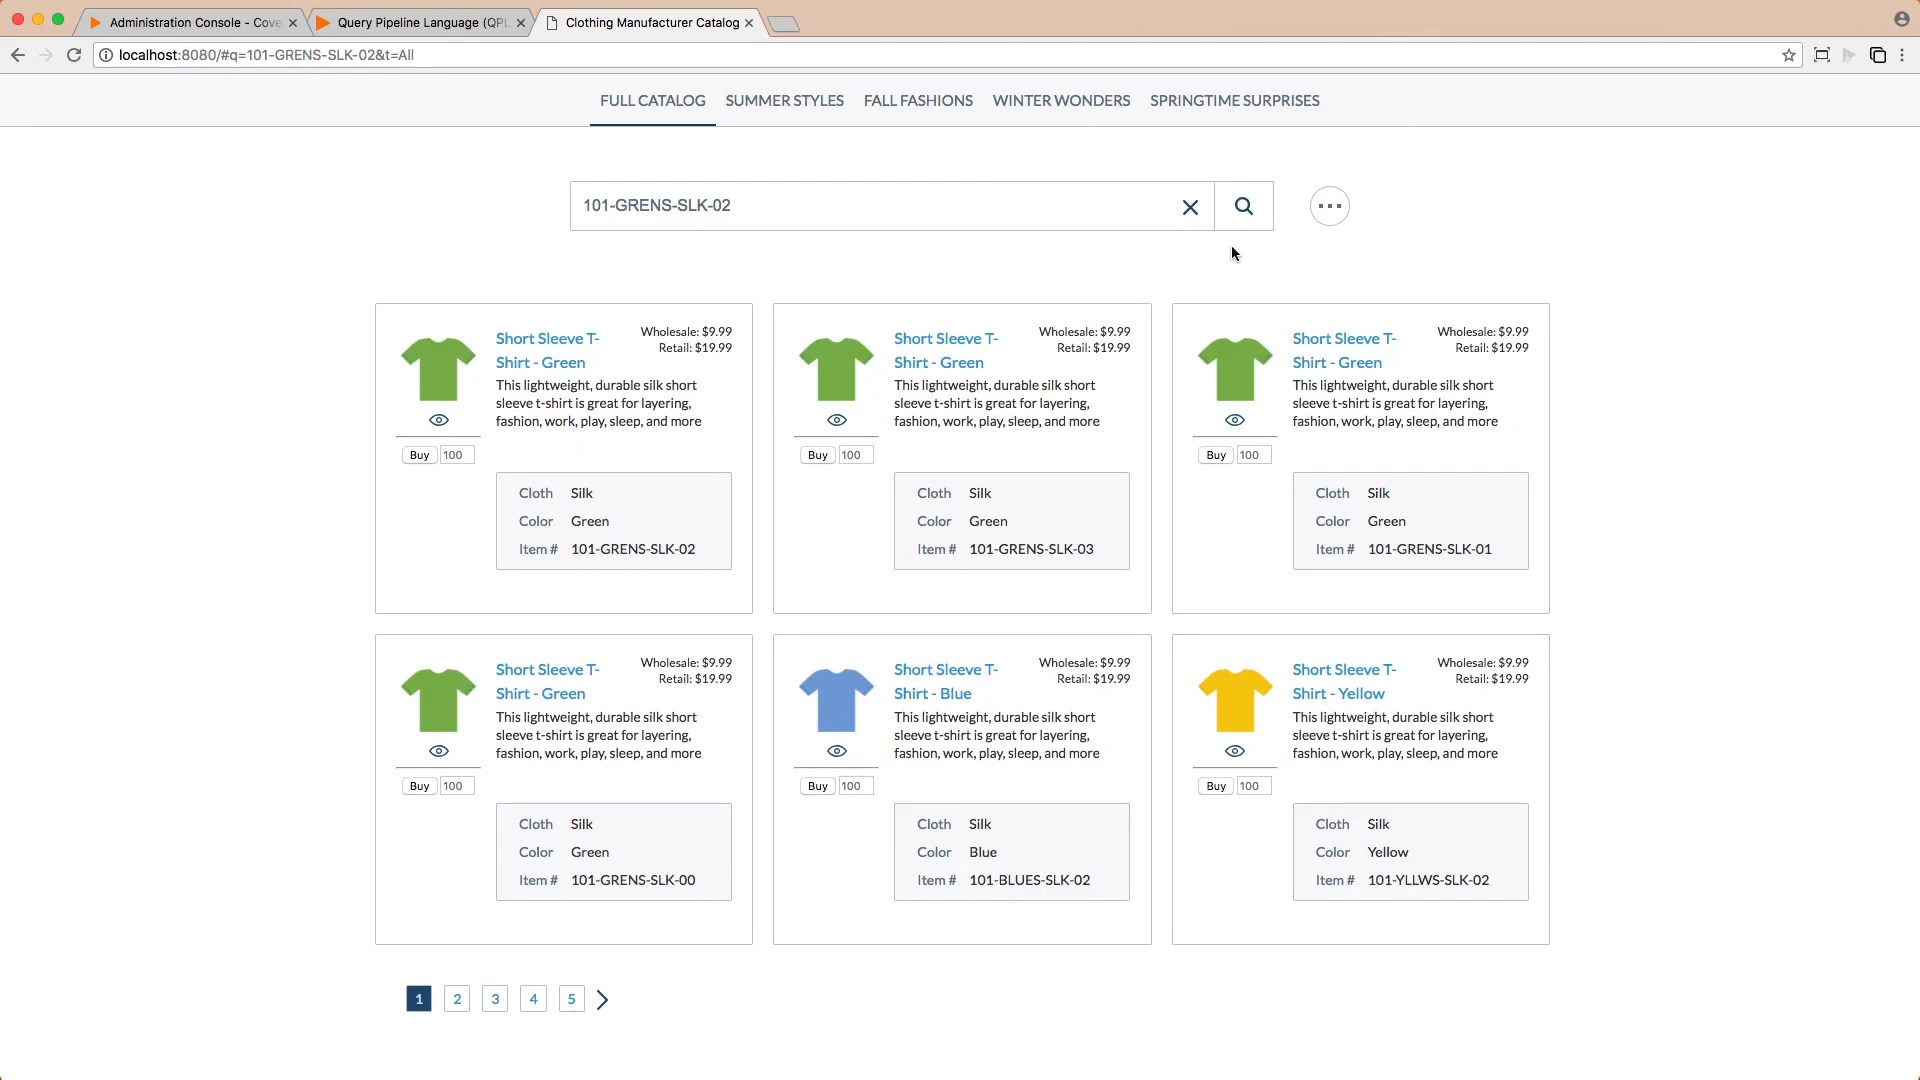 Administration Console - Cove
Query Pipeline Language (QPL
Clothing Manufacturer Catalog
localhost:8080/#q=101-GRENS-SLK-02&t=All
FULL CATALOG
SUMMER STYLES
FALL FASHIONS
WINTER WONDERS
SPRINGTIME SURPRISES
101-GRENS-SLK-02
Short Sleeve T-
Shirt - Green
Wholesale: $9.99
Retail: $19.99
This lightweight, durable silk short
sleeve t-shirt is great for layering,
fashion, work, play, sleep, and more
Buy 100
Cloth Silk
Color Green
Item # 101-GRENS-SLK-02
Short Sleeve T-
Shirt - Green
Wholesale: $9.99
Retail: $19.99
This lightweight, durable silk short
sleeve t-shirt is great for layering,
fashion, work, play, sleep, and more
Buy 100
Cloth Silk
Color Green
Item # 101-GRENS-SLK-03
Short Sleeve T-
Shirt - Green
Wholesale: $9.99
Retail: $19.99
This lightweight, durable silk short
sleeve t-shirt is great for layering,
fashion, work, play, sleep, and more
Buy 100
Cloth Silk
Color Green
Item # 101-GRENS-SLK-01
Short Sleeve T-
Shirt - Green
Wholesale: $9.99
Retail: $19.99
This lightweight, durable silk short
sleeve t-shirt is great for layering,
fashion, work, play, sleep, and more
Buy 100
Cloth Silk
Color Green
Item # 101-GRENS-SLK-00
Short Sleeve T-
Shirt - Blue
Wholesale: $9.99
Retail: $19.99
This lightweight, durable silk short
sleeve t-shirt is great for layering,
fashion, work, play, sleep, and more
Buy 100
Cloth Silk
Color Blue
Item # 101-BLUES-SLK-02
Short Sleeve T-
Shirt - Yellow
Wholesale: $9.99
Retail: $19.99
This lightweight, durable silk short
sleeve t-shirt is great for layering,
fashion, work, play, sleep, and more
Buy 100
Cloth Silk
Color Yellow
Item # 101-YLLWS-SLK-02
1 2 3 4 5